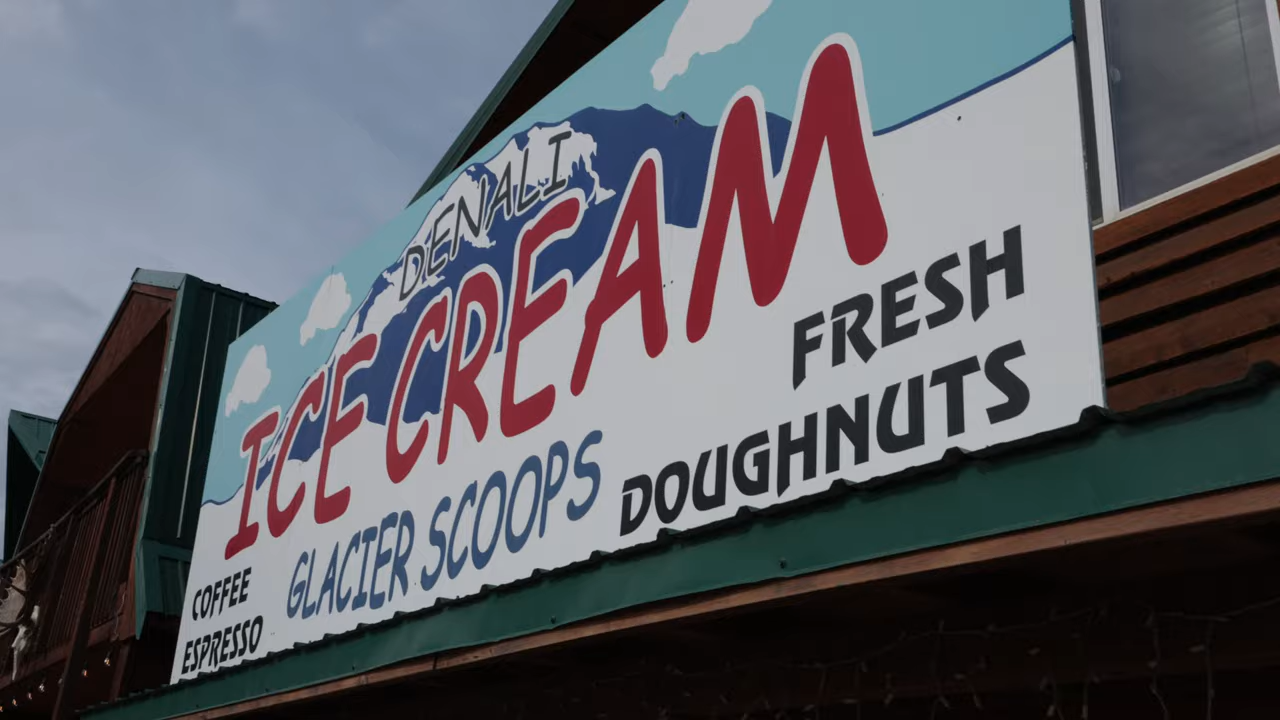 DENALI
ICE CREAM
GLACIER SCOOPS
COFFEE
ESPRESSO
FRESH
DOUGHNUTS